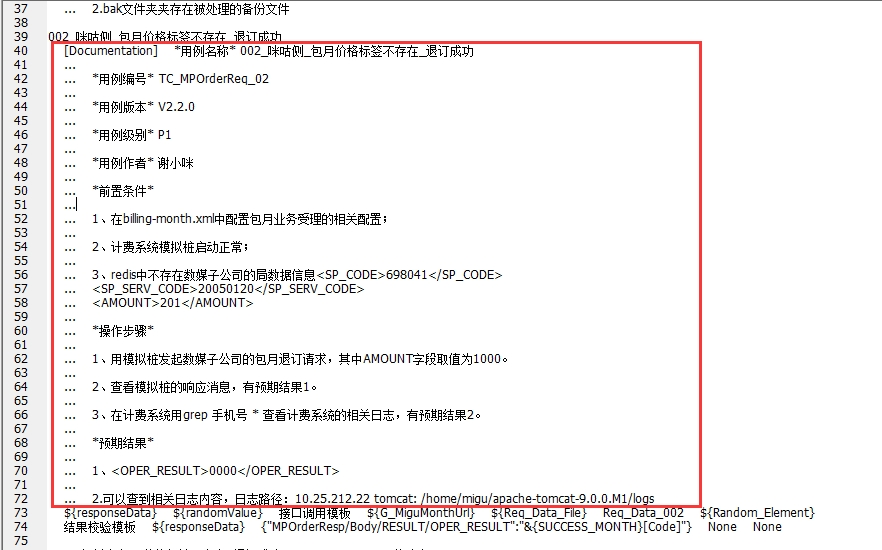 37 ... 2.bak文件夹夹存在被处理的备份文件
38
39 002_咪咕侧_包月价格标签不存在_退订成功
40 [Documentation] *用例名称* 002_咪咕侧_包月价格标签不存在_退订成功
41 ...
42 ... *用例编号* TC_MPOrderReq_02
43 ...
44 ... *用例版本* V2.2.0
45 ...
46 ... *用例级别* P1
47 ...
48 ... *用例作者* 谢小咪
49 ...
50 ... *前置条件*
51 ...
52 ... 1、在billing-month.xml中配置包月业务受理的相关配置；
53 ...
54 ... 2、计费系统模拟桩启动正常；
55 ...
56 ... 3、redis中不存在数媒子公司的局数据信息<SP_CODE>698041</SP_CODE>
57 ... <SP_SERV_CODE>20050120</SP_SERV_CODE>
58 ... <AMOUNT>201</AMOUNT>
59 ...
60 ... *操作步骤*
61 ...
62 ... 1、用模拟桩发起数媒子公司的包月退订请求，其中AMOUNT字段取值为1000。
63 ...
64 ... 2、查看模拟桩的响应消息，有预期结果1。
65 ...
66 ... 3、在计费系统用grep 手机号 * 查看计费系统的相关日志，有预期结果2。
67 ...
68 ... *预期结果*
69 ...
70 ... 1、<OPER_RESULT>0000</OPER_RESULT>
71 ...
72 ... 2.可以查到相关日志内容，日志路径：10.25.212.22 tomcat: /home/migu/apache-tomcat-9.0.0.M1/logs
73 ${responseData} ${randomValue} 接口调用模板 ${G_MiguMonthUrl} ${Req_Data_File} Req_Data_002 ${Random_Element}
74 结果校验模板 ${responseData} {"MPOrderResp/Body/RESULT/OPER_RESULT":"&{SUCCESS_MONTH}[Code]"} None None
75